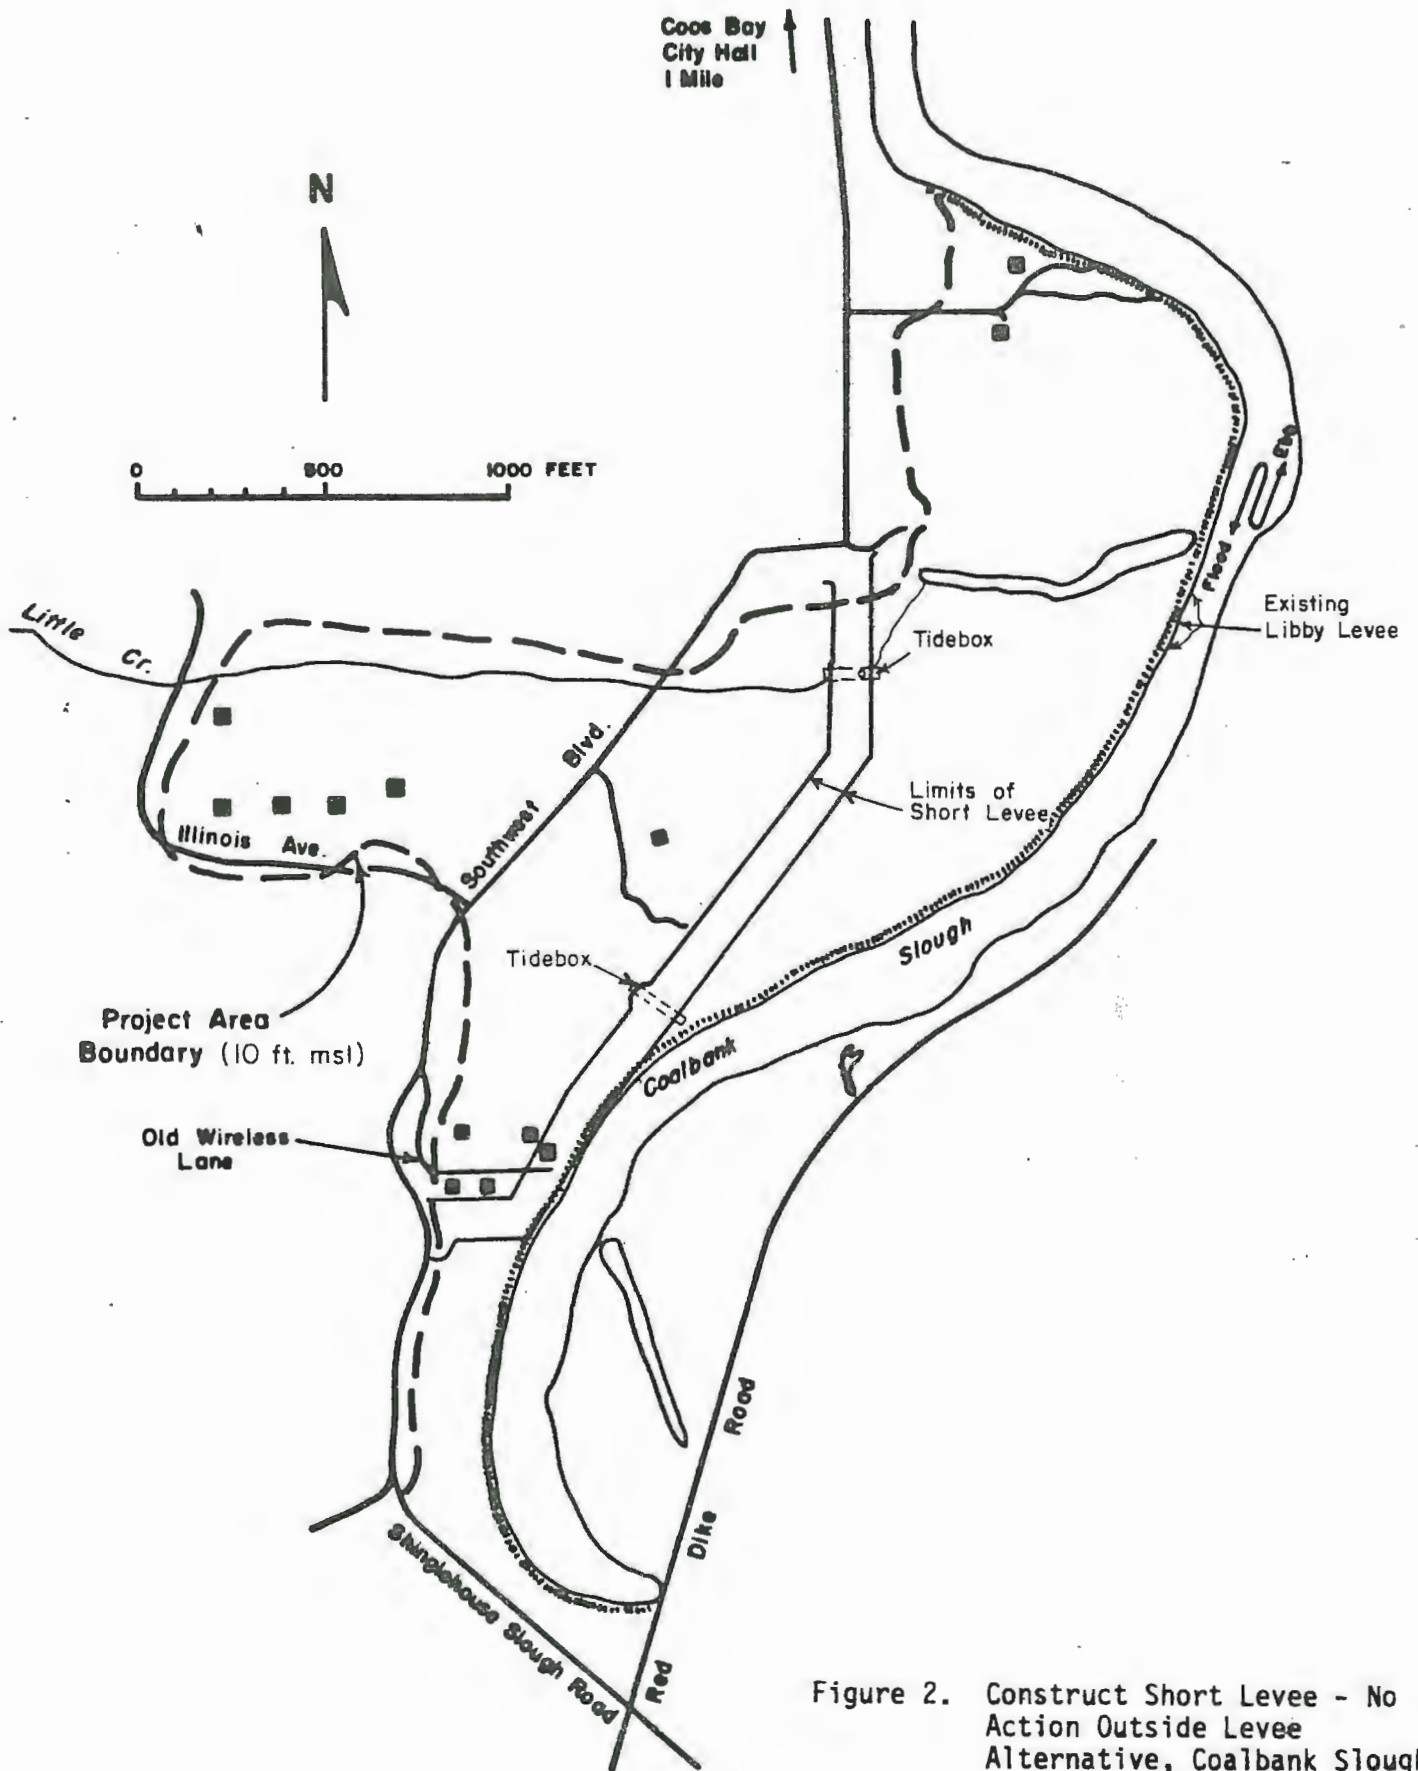 Coos Bay
City Hall
1 Mile
N
0 500 1000 FEET
Ebb
Flood
Existing
Libby Levee
Little
Cr.
Tidebox
Southwest Blvd.
Limits of
Short Levee
Illinois Ave.
Slough
Tidebox
Project Area
Boundary (10 ft. msl)
Coalbank
Old Wireless
Lane
Red Dike Road
Shinglehouse Slough Road
Figure 2. Construct Short Levee - No
Action Outside Levee
Alternative, Coalbank Slough